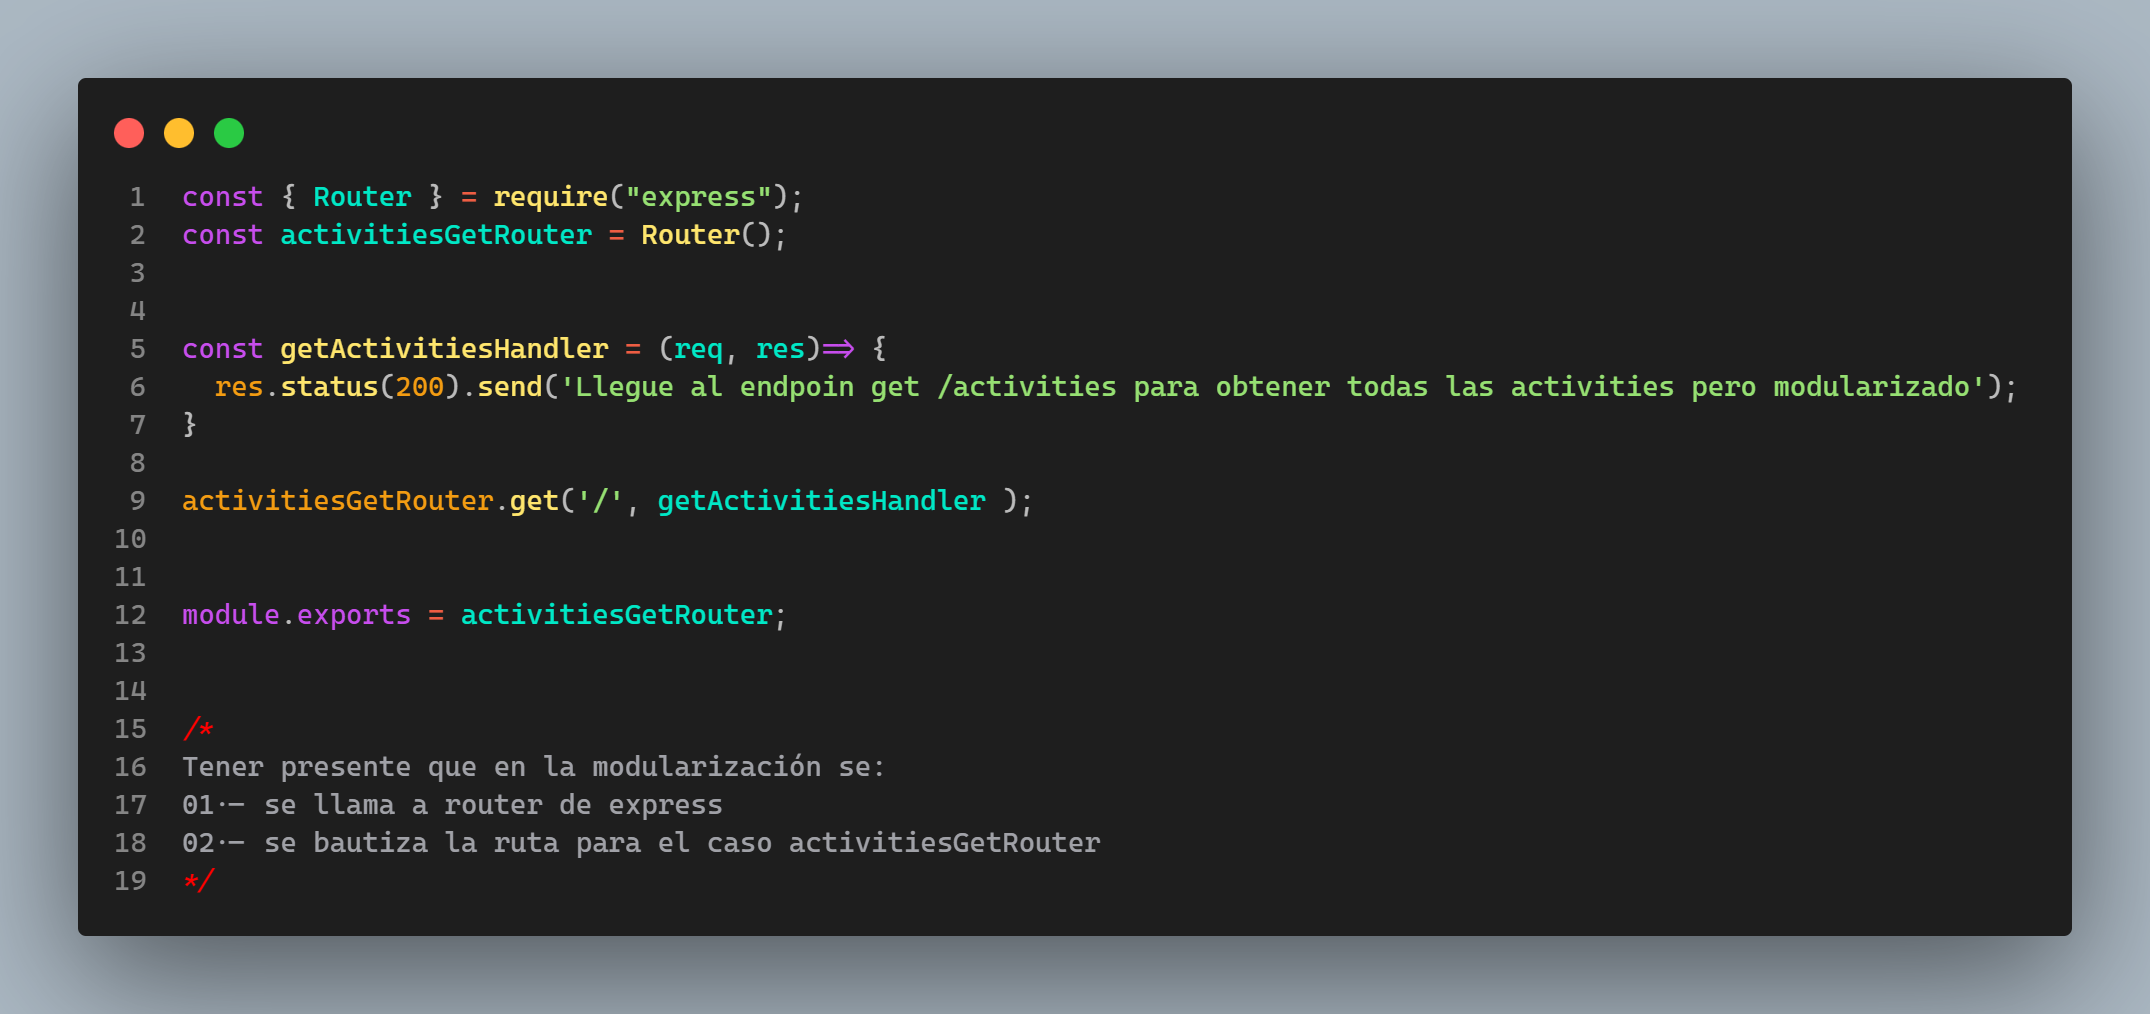 1 const { Router } = require("express");
2 const activitiesGetRouter = Router();
3
4
5 const getActivitiesHandler = (req, res)=> {
6   res.status(200).send('Llegue al endpoin get /activities para obtener todas las activities pero modularizado');
7 }
8
9 activitiesGetRouter.get('/', getActivitiesHandler );
10
11
12 module.exports = activitiesGetRouter;
13
14
15 /*
16 Tener presente que en la modularización se:
17 01.- se llama a router de express
18 02.- se bautiza la ruta para el caso activitiesGetRouter
19 */